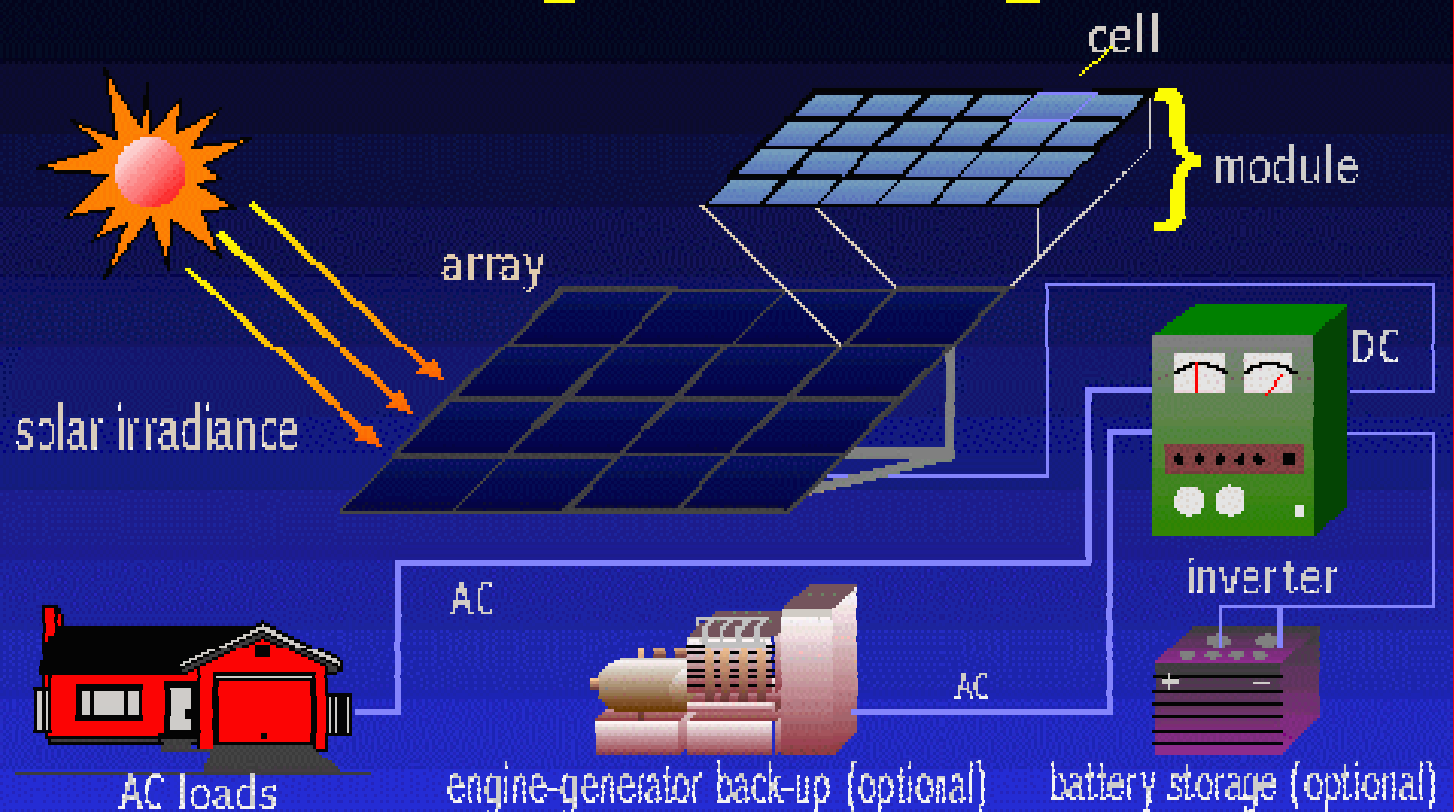 cell
module
array
solar irradiance
DC
inverter
AC
AC
+ −
AC loads
engine-generator back-up (optional)
battery storage (optional)